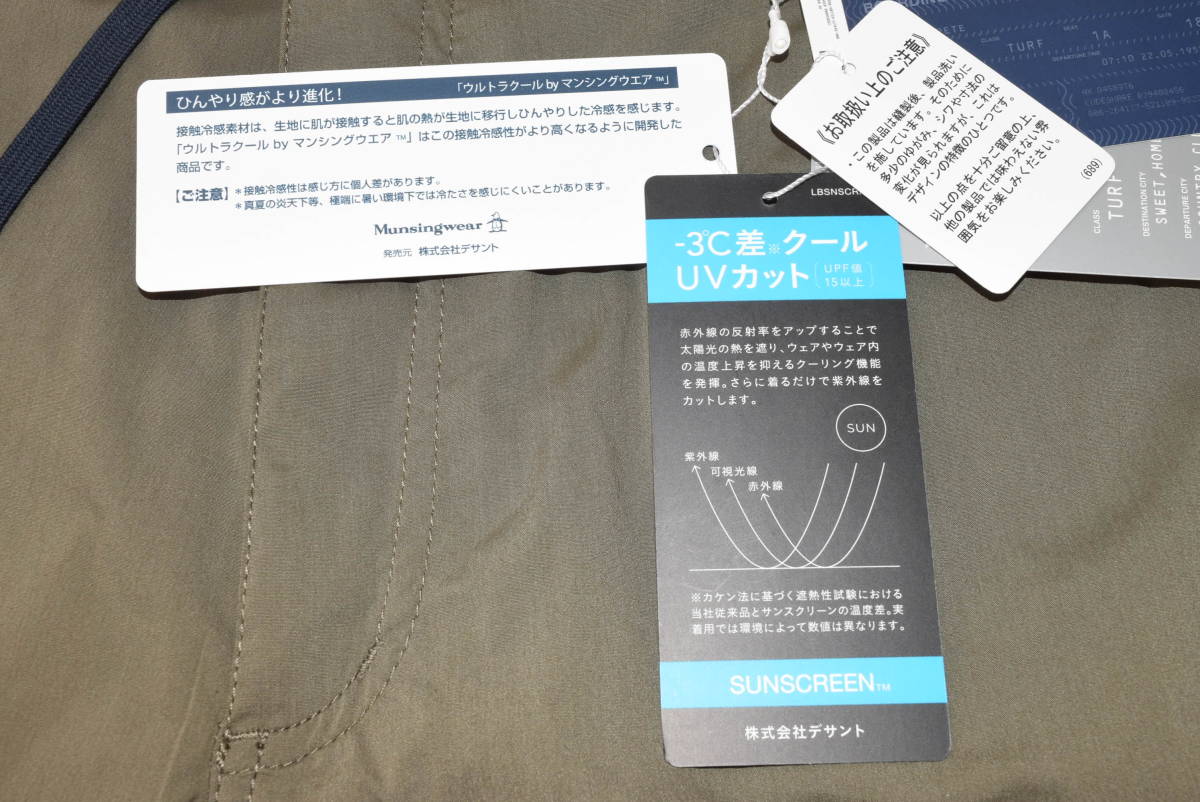 ひんやり感がより進化！
「ウルトラクール by マンシングウエア ™」
接触冷感素材は、生地に肌が接触すると肌の熱が生地に移行しひんやりした冷感を感じます。
「ウルトラクール by マンシングウエア ™」はこの接触冷感性がより高くなるように開発した
商品です。
【ご注意】＊接触冷感性は感じ方に個人差があります。
＊真夏の炎天下等、極端に暑い環境下では冷たさを感じにくいことがあります。
Munsingwear
発売元 株式会社デサント
LBSNSCRE
-3℃差※クール
UVカット［UPF値
15以上］
赤外線の反射率をアップすることで
太陽光の熱を遮り、ウェアやウェア内
の温度上昇を抑えるクーリング機能
を発揮。さらに着るだけで紫外線を
カットします。
SUN
紫外線
可視光線
赤外線
※カケン法に基づく遮熱性試験における
当社従来品とサンスクリーンの温度差。実
着用では環境によって数値は異なります。
SUNSCREEN™
株式会社デサント
《お取扱い上のご注意》
・この製品は縫製後、製品洗い
を施しています。そのために
多少のゆがみ、シワや寸法の
変化が見られますが、これは
デザインの特徴のひとつです。
以上の点を十分ご留意の上、
他の製品では味わえない雰
囲気をお楽しみください。
(689)
CLASS
TURF
SEAT
1A
DATE
DEPARTURE TIME
07:10 22.05.19
CLASS
TURF
DESTINATION CITY
SWEET,HOM
DEPARTURE CITY